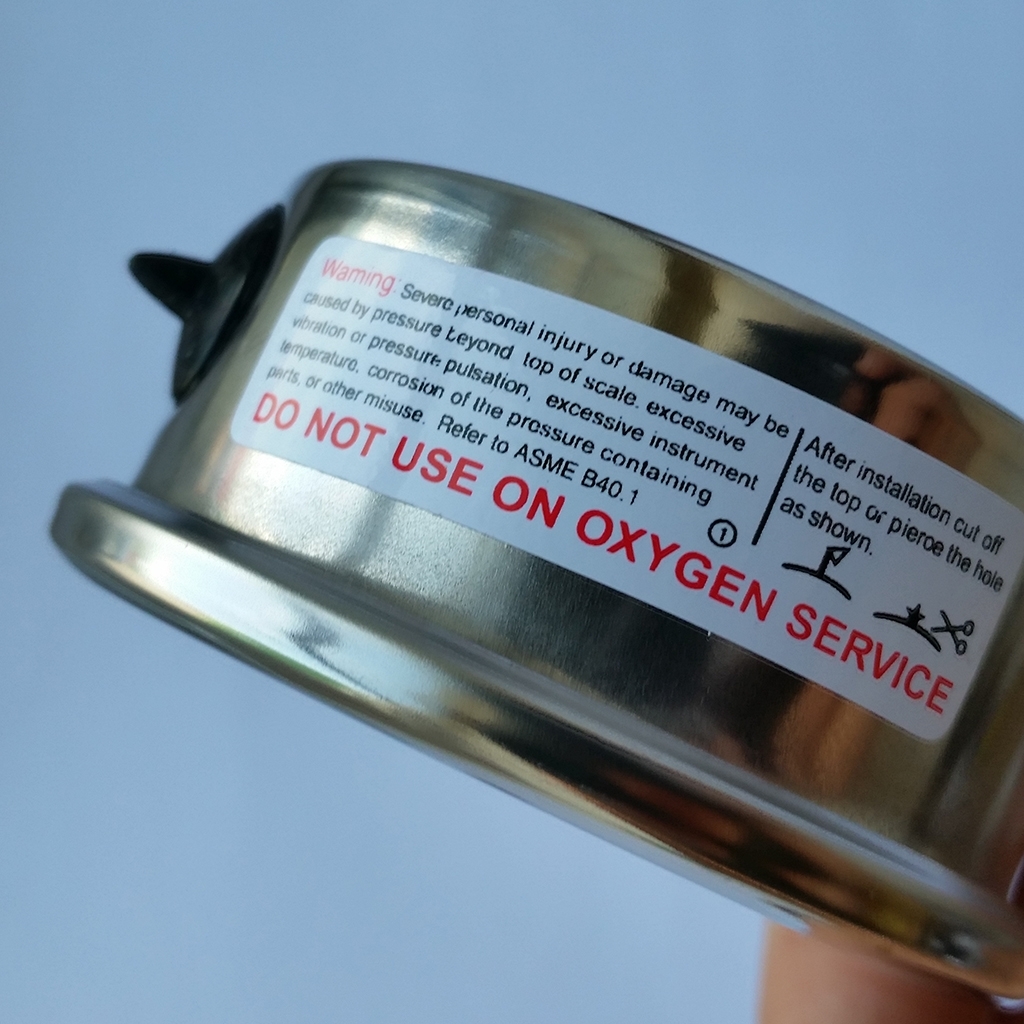 Warning: Severe personal injury or damage may be
caused by pressure beyond top of scale. excessive
vibration or pressure pulsation, excessive instrument
temperature, corrosion of the pressure containing
parts, or other misuse. Refer to ASME B40.1
1
After installation cut off
the top or pierce the hole
as shown.
DO NOT USE ON OXYGEN SERVICE